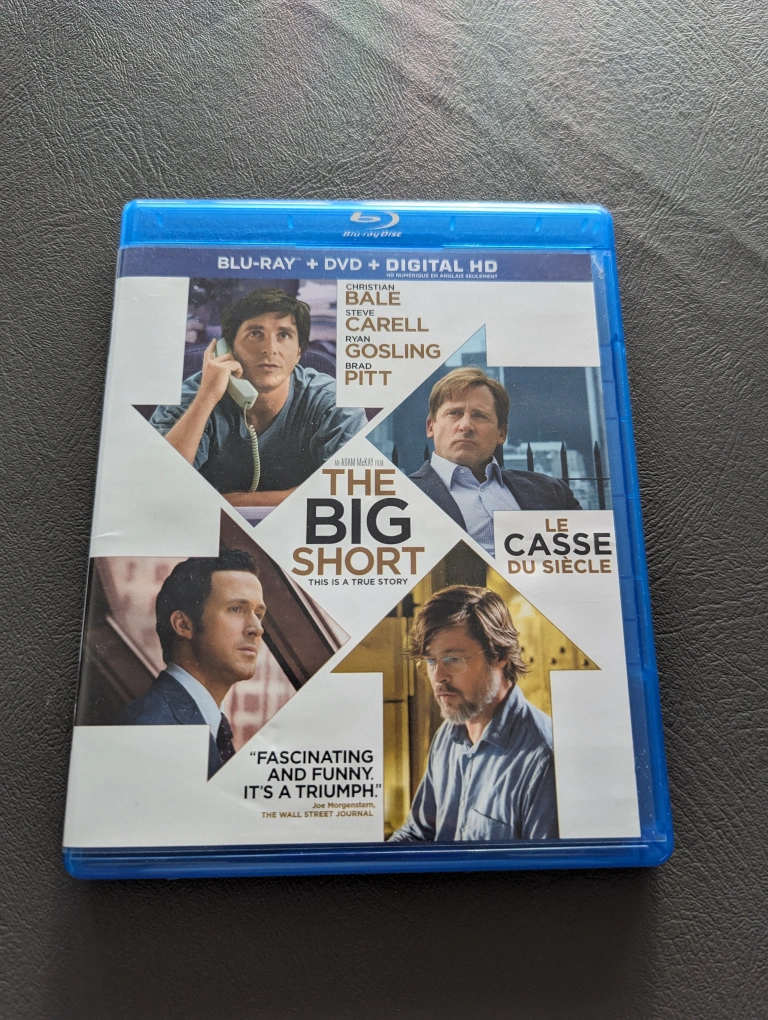 Blu-ray Disc
BLU-RAY™ + DVD + DIGITAL HD
HD NUMÉRIQUE EN ANGLAIS SEULEMENT
CHRISTIAN
BALE
STEVE
CARELL
RYAN
GOSLING
BRAD
PITT
AN ADAM McKAY FILM
THE
BIG
SHORT
THIS IS A TRUE STORY
LE
CASSE
DU SIÈCLE
“FASCINATING
AND FUNNY.
IT’S A TRIUMPH.”
Joe Morgenstern,
THE WALL STREET JOURNAL